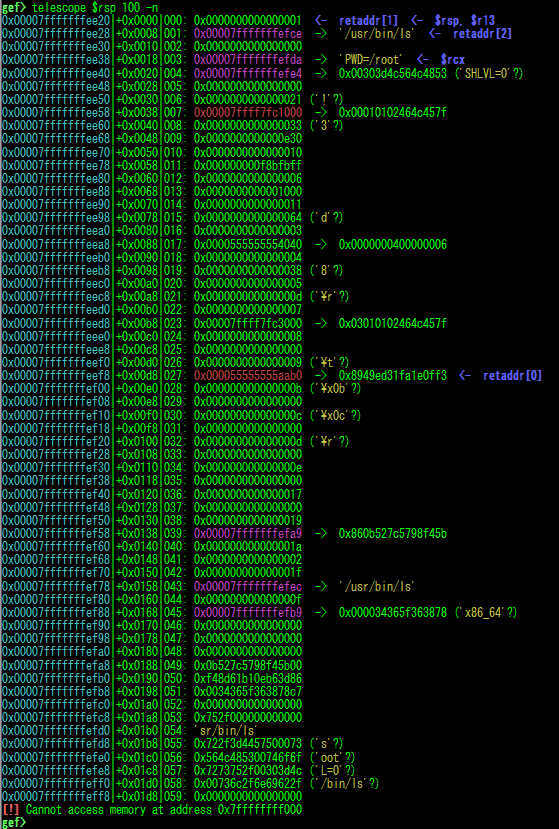 gef> telescope $rsp 100 -n
0x00007fffffffee20|+0x0000|000: 0x0000000000000001  <-  retaddr[1]  <-  $rsp, $r13
0x00007fffffffee28|+0x0008|001: 0x00007fffffffefce  ->  '/usr/bin/ls'  <-  retaddr[2]
0x00007fffffffee30|+0x0010|002: 0x0000000000000000
0x00007fffffffee38|+0x0018|003: 0x00007fffffffefda  ->  'PWD=/root'  <-  $rcx
0x00007fffffffee40|+0x0020|004: 0x00007fffffffefe4  ->  0x00303d4c564c4853 ('SHLVL=0'?)
0x00007fffffffee48|+0x0028|005: 0x0000000000000000
0x00007fffffffee50|+0x0030|006: 0x0000000000000021 ('!'?)
0x00007fffffffee58|+0x0038|007: 0x00007ffff7fc1000  ->  0x00010102464c457f
0x00007fffffffee60|+0x0040|008: 0x0000000000000033 ('3'?)
0x00007fffffffee68|+0x0048|009: 0x0000000000000e30
0x00007fffffffee70|+0x0050|010: 0x0000000000000010
0x00007fffffffee78|+0x0058|011: 0x000000000f8bfbff
0x00007fffffffee80|+0x0060|012: 0x0000000000000006
0x00007fffffffee88|+0x0068|013: 0x0000000000001000
0x00007fffffffee90|+0x0070|014: 0x0000000000000011
0x00007fffffffee98|+0x0078|015: 0x0000000000000064 ('d'?)
0x00007fffffffeea0|+0x0080|016: 0x0000000000000003
0x00007fffffffeea8|+0x0088|017: 0x0000555555554040  ->  0x0000000400000006
0x00007fffffffeeb0|+0x0090|018: 0x0000000000000004
0x00007fffffffeeb8|+0x0098|019: 0x0000000000000038 ('8'?)
0x00007fffffffeec0|+0x00a0|020: 0x0000000000000005
0x00007fffffffeec8|+0x00a8|021: 0x000000000000000d ('¥r'?)
0x00007fffffffeed0|+0x00b0|022: 0x0000000000000007
0x00007fffffffeed8|+0x00b8|023: 0x00007ffff7fc3000  ->  0x03010102464c457f
0x00007fffffffeee0|+0x00c0|024: 0x0000000000000008
0x00007fffffffeee8|+0x00c8|025: 0x0000000000000000
0x00007fffffffeef0|+0x00d0|026: 0x0000000000000009 ('¥t'?)
0x00007fffffffeef8|+0x00d8|027: 0x000055555555aab0  ->  0x8949ed31fa1e0ff3  <-  retaddr[0]
0x00007fffffffef00|+0x00e0|028: 0x000000000000000b ('¥x0b'?)
0x00007fffffffef08|+0x00e8|029: 0x0000000000000000
0x00007fffffffef10|+0x00f0|030: 0x000000000000000c ('¥x0c'?)
0x00007fffffffef18|+0x00f8|031: 0x0000000000000000
0x00007fffffffef20|+0x0100|032: 0x000000000000000d ('¥r'?)
0x00007fffffffef28|+0x0108|033: 0x0000000000000000
0x00007fffffffef30|+0x0110|034: 0x000000000000000e
0x00007fffffffef38|+0x0118|035: 0x0000000000000000
0x00007fffffffef40|+0x0120|036: 0x0000000000000017
0x00007fffffffef48|+0x0128|037: 0x0000000000000000
0x00007fffffffef50|+0x0130|038: 0x0000000000000019
0x00007fffffffef58|+0x0138|039: 0x00007fffffffefa9  ->  0x860b527c5798f45b
0x00007fffffffef60|+0x0140|040: 0x000000000000001a
0x00007fffffffef68|+0x0148|041: 0x0000000000000002
0x00007fffffffef70|+0x0150|042: 0x000000000000001f
0x00007fffffffef78|+0x0158|043: 0x00007fffffffefec  ->  '/usr/bin/ls'
0x00007fffffffef80|+0x0160|044: 0x000000000000000f
0x00007fffffffef88|+0x0168|045: 0x00007fffffffefb9  ->  0x000034365f363878 ('x86_64'?)
0x00007fffffffef90|+0x0170|046: 0x0000000000000000
0x00007fffffffef98|+0x0178|047: 0x0000000000000000
0x00007fffffffefa0|+0x0180|048: 0x0000000000000000
0x00007fffffffefa8|+0x0188|049: 0x0b527c5798f45b00
0x00007fffffffefb0|+0x0190|050: 0xf48d61b10eb63d86
0x00007fffffffefb8|+0x0198|051: 0x0034365f363878c7
0x00007fffffffefc0|+0x01a0|052: 0x0000000000000000
0x00007fffffffefc8|+0x01a8|053: 0x752f000000000000
0x00007fffffffefd0|+0x01b0|054: 'sr/bin/ls'
0x00007fffffffefd8|+0x01b8|055: 0x722f3d4457500073 ('s'?)
0x00007fffffffefe0|+0x01c0|056: 0x564c485300746f6f ('oot'?)
0x00007fffffffefe8|+0x01c8|057: 0x7273752f00303d4c ('L=0'?)
0x00007fffffffeff0|+0x01d0|058: 0x00736c2f6e69622f ('/bin/ls'?)
0x00007fffffffeff8|+0x01d8|059: 0x0000000000000000
[!] Cannot access memory at address 0x7ffffffff000
gef>